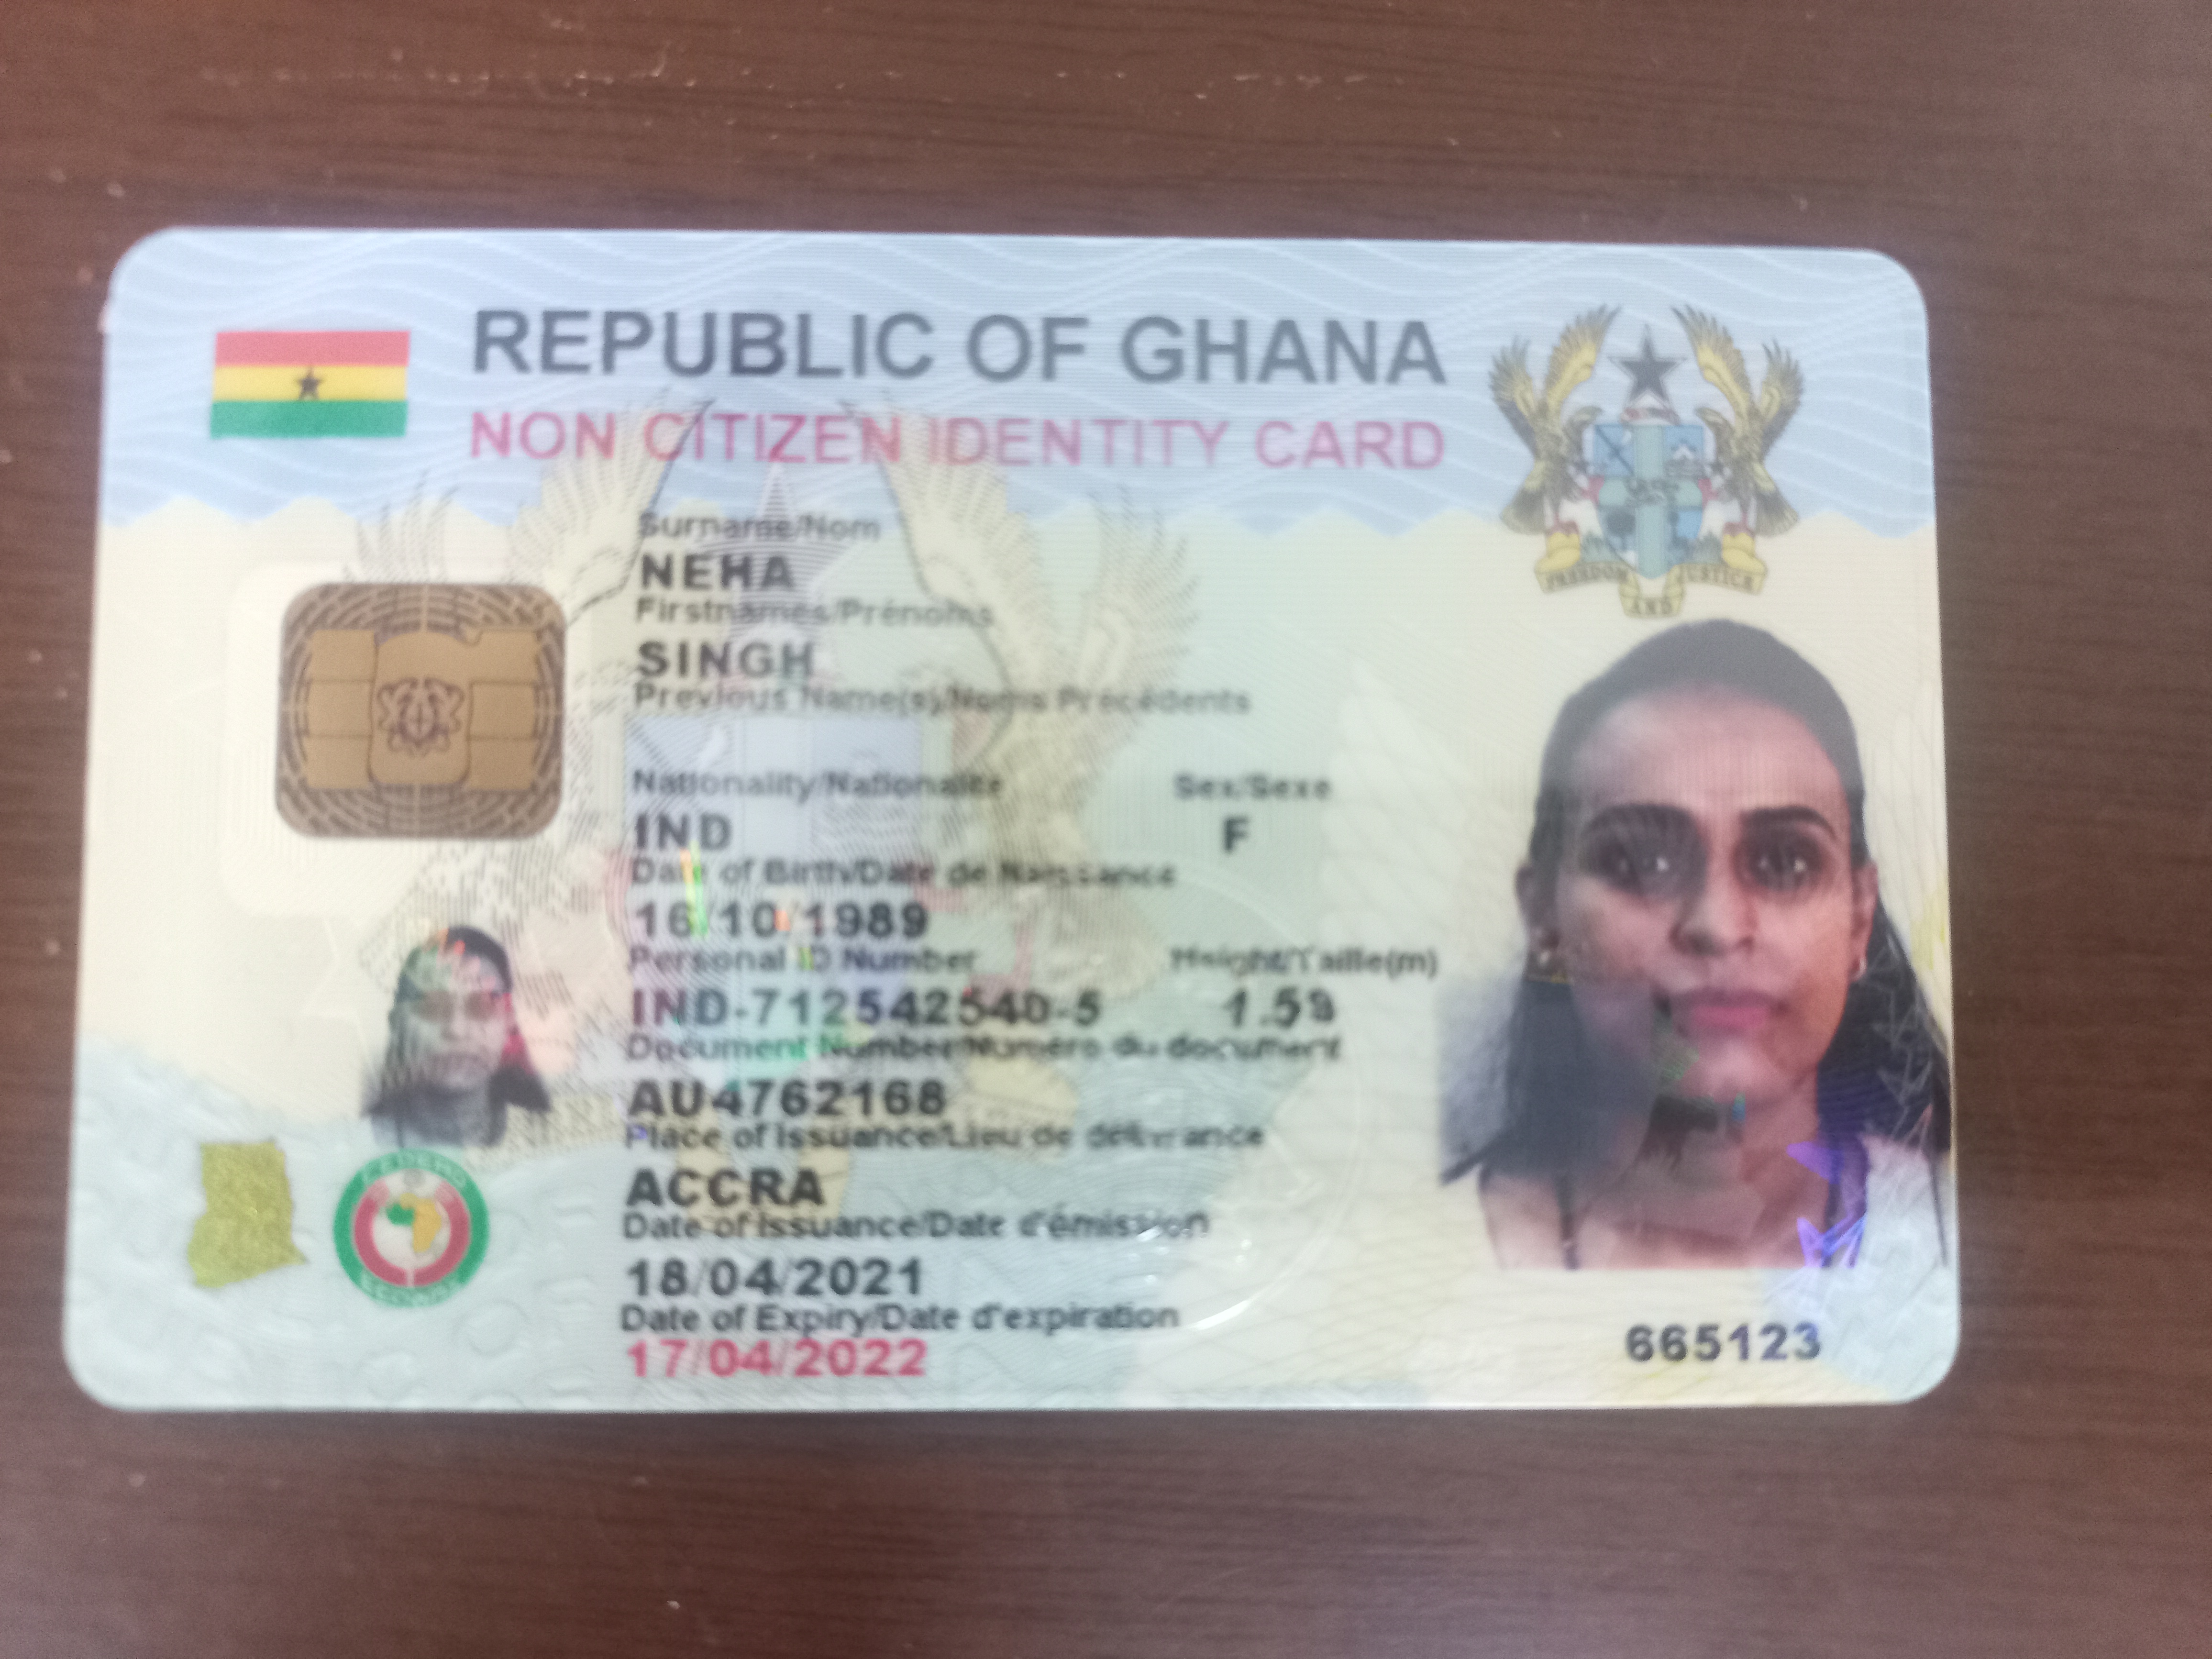 REPUBLIC OF GHANA
NON CITIZEN IDENTITY CARD
Surname/Nom
NEHA
Firstnames/Prénoms
SINGH
Previous Name(s)/Noms Précédents
Nationality/Nationalité Sex/Sexe
IND F
Date of Birth/Date de Naissance
16/10/1989
Personal ID Number Height/Taille(m)
IND-712542540-5
Document Number/Numéro du document
AU4762168
Place of Issuance/Lieu de délivrance
ACCRA
Date of Issuance/Date d'émission
18/04/2021
Date of Expiry/Date d'expiration
17/04/2022
665123